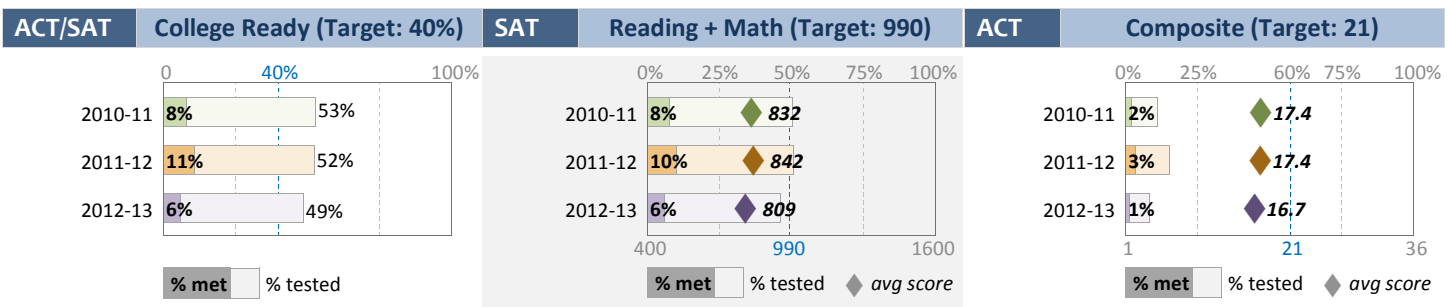 ACT/SAT College Ready (Target: 40%)
0 40% 100%
2010-11 8% 53%
2011-12 11% 52%
2012-13 6% 49%
% met % tested
SAT Reading + Math (Target: 990)
0% 25% 50% 75% 100%
2010-11 8% 832
2011-12 10% 842
2012-13 6% 809
400 990 1600
% met % tested avg score
ACT Composite (Target: 21)
0% 25% 60% 75% 100%
2010-11 2% 17.4
2011-12 3% 17.4
2012-13 1% 16.7
1 21 36
% met % tested avg score